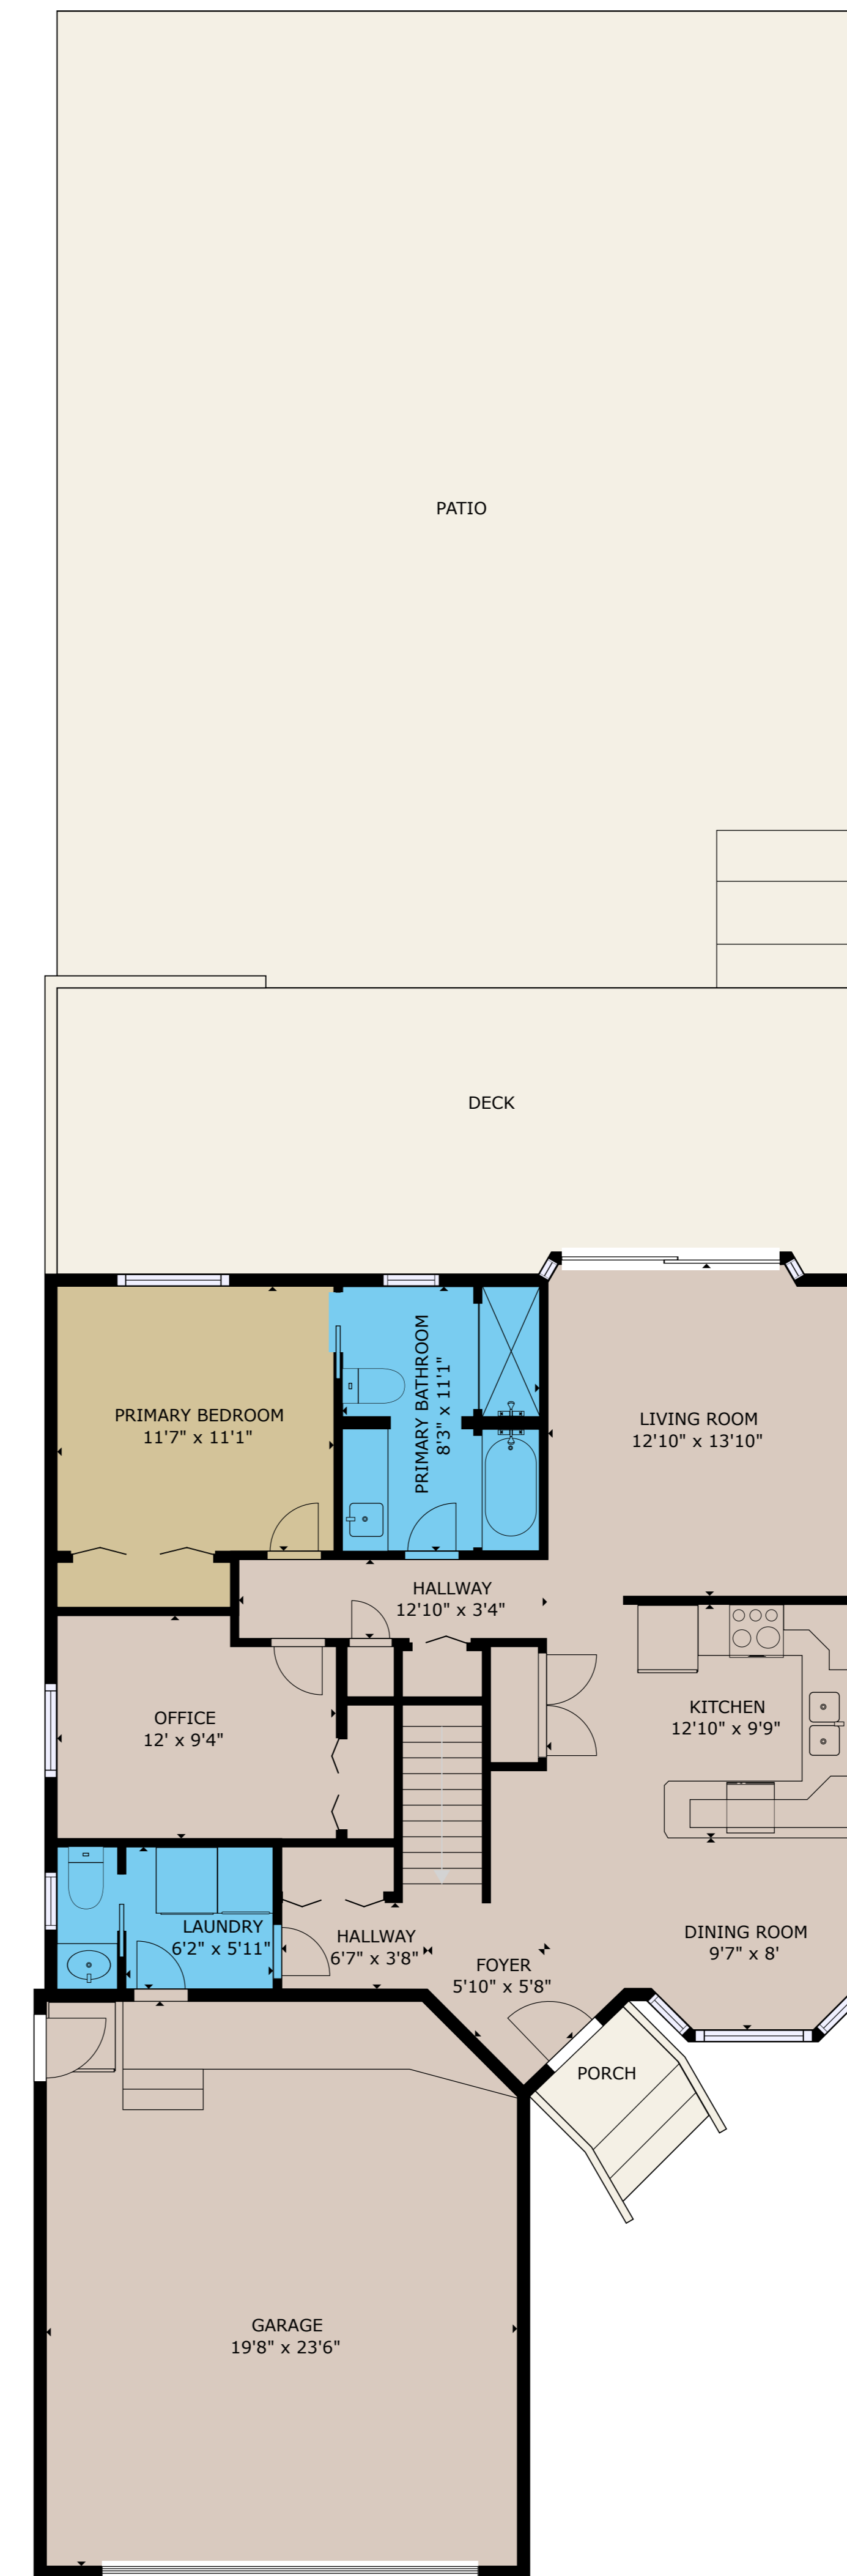 PATIO
DECK
PRIMARY BEDROOM
11'7" x 11'1"
PRIMARY BATHROOM
8'3" x 11'1"
LIVING ROOM
12'10" x 13'10"
HALLWAY
12'10" x 3'4"
OFFICE
12' x 9'4"
KITCHEN
12'10" x 9'9"
LAUNDRY
6'2" x 5'11"
HALLWAY
6'7" x 3'8"
FOYER
5'10" x 5'8"
DINING ROOM
9'7" x 8'
PORCH
GARAGE
19'8" x 23'6"